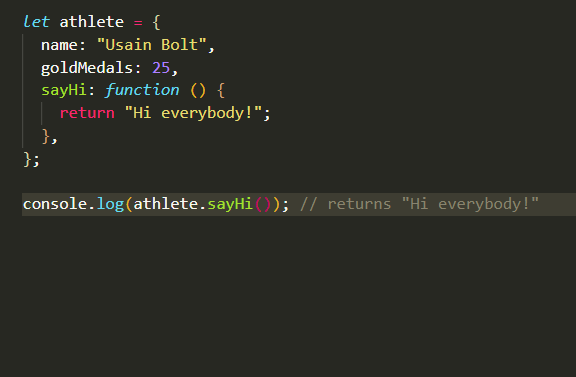 let athlete = {
  name: "Usain Bolt",
  goldMedals: 25,
  sayHi: function () {
    return "Hi everybody!";
  },
};
console.log(athlete.sayHi()); // returns "Hi everybody!"